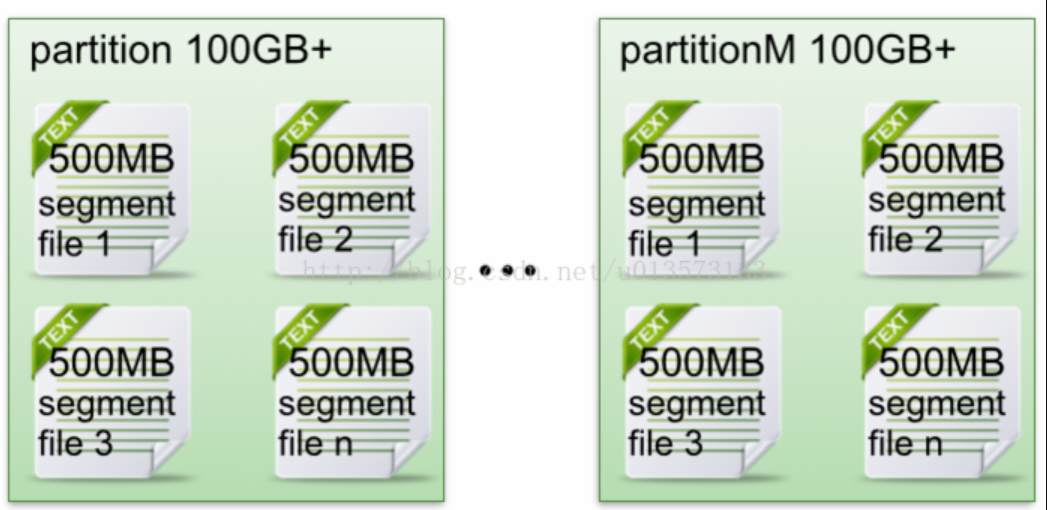 partition 100GB+
TEXT
500MB
segment
file 1
TEXT
500MB
segment
file 2
TEXT
500MB
segment
file 3
TEXT
500MB
segment
file n
...
partitionM 100GB+
TEXT
500MB
segment
file 1
TEXT
500MB
segment
file 2
TEXT
500MB
segment
file 3
TEXT
500MB
segment
file n